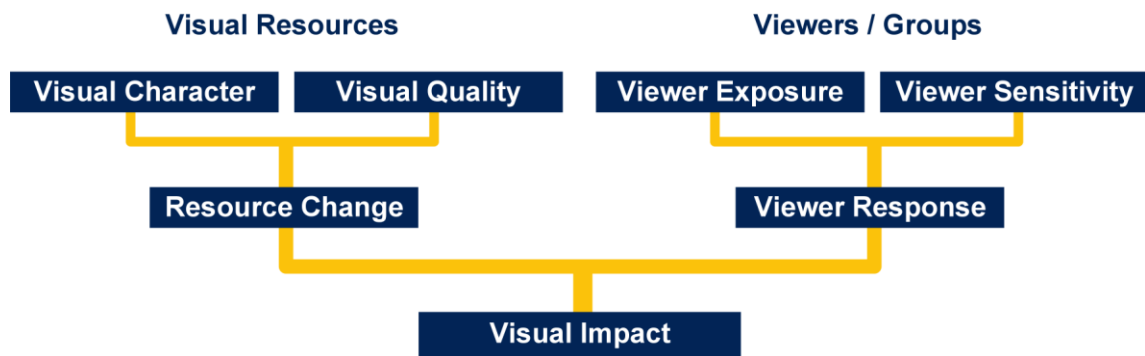 Visual Resources
Viewers / Groups
Visual Character
Visual Quality
Viewer Exposure
Viewer Sensitivity
Resource Change
Viewer Response
Visual Impact